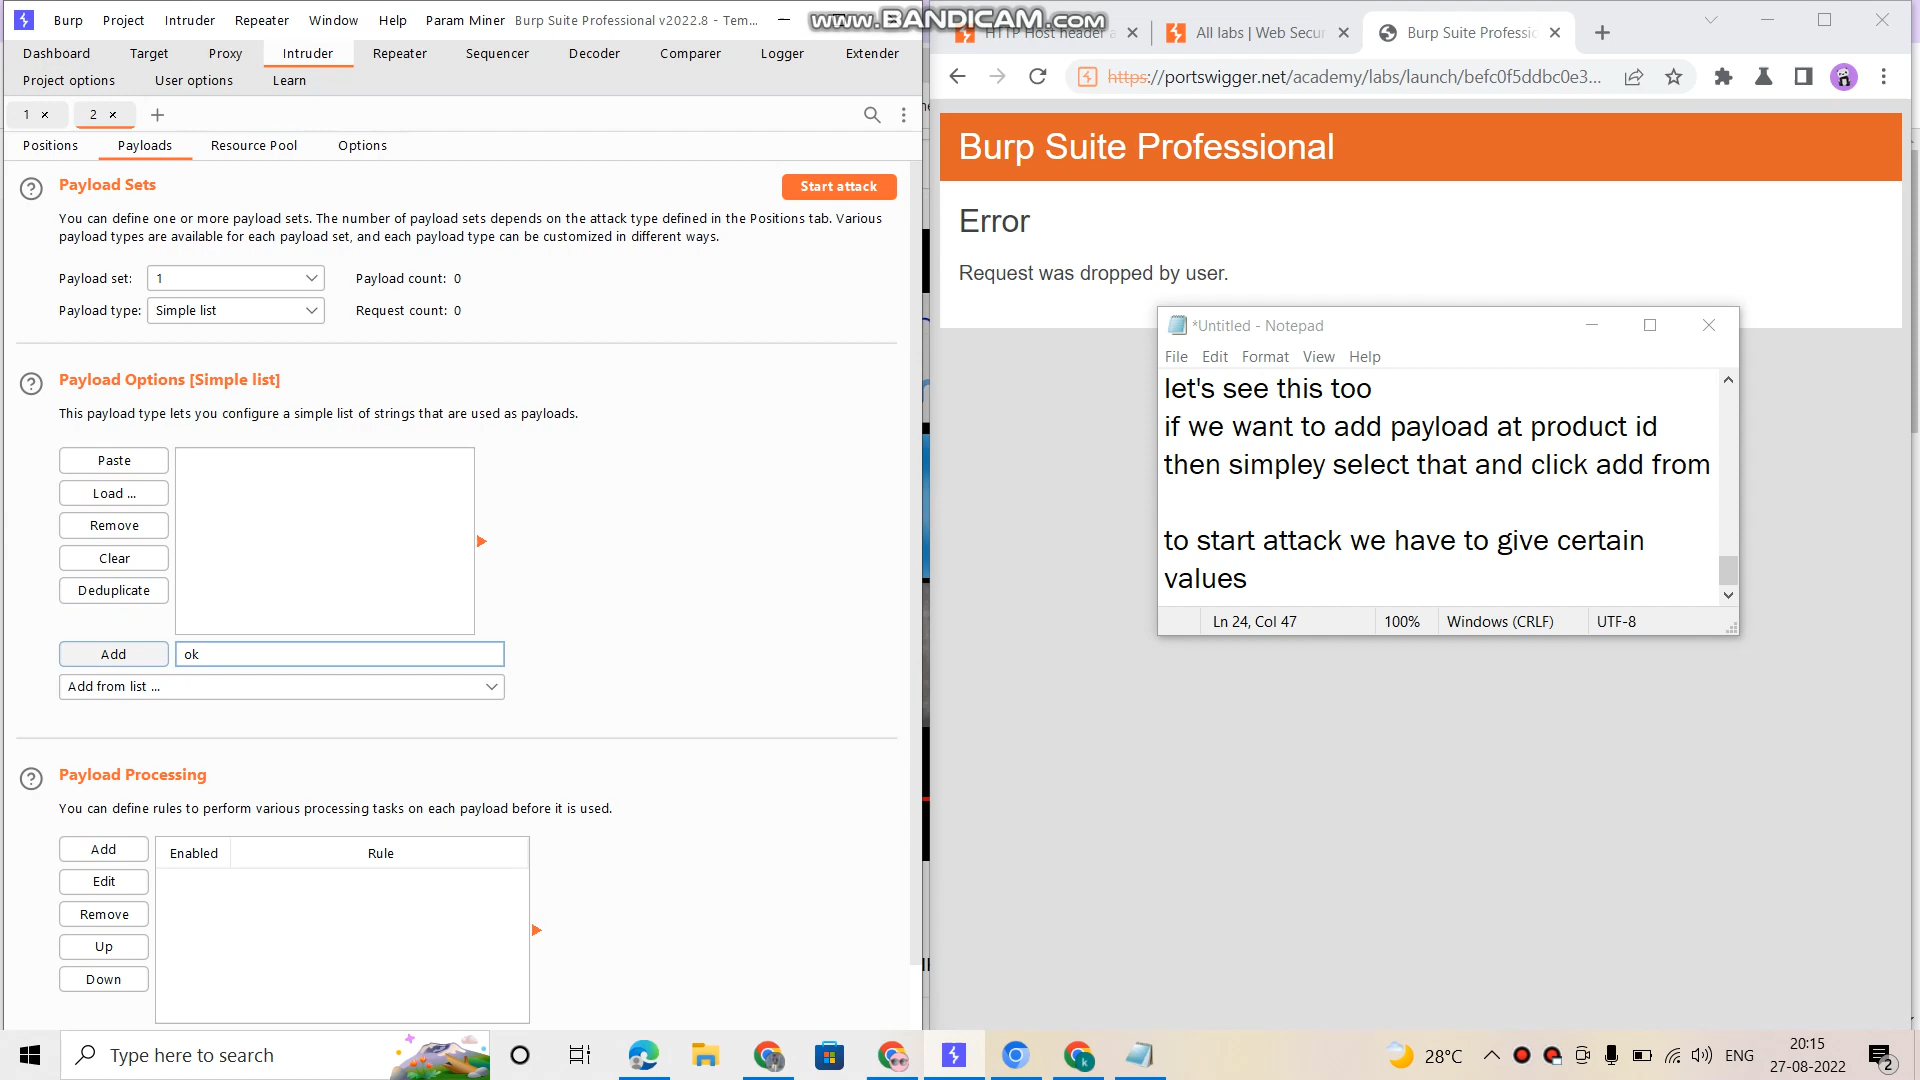 Burp Project Intruder Repeater Window Help Param Miner Burp Suite Professional v2022.8 - Tem...
www.BANDICAM.com
Dashboard Target Proxy Intruder Repeater Sequencer Decoder Comparer Logger Extender
Project options User options Learn
1 × 2 × +
Positions Payloads Resource Pool Options
Payload Sets
Start attack
You can define one or more payload sets. The number of payload sets depends on the attack type defined in the Positions tab. Various
payload types are available for each payload set, and each payload type can be customized in different ways.
Payload set: 1 Payload count: 0
Payload type: Simple list Request count: 0
Payload Options [Simple list]
This payload type lets you configure a simple list of strings that are used as payloads.
Paste
Load ...
Remove
Clear
Deduplicate
Add ok
Add from list ...
Payload Processing
You can define rules to perform various processing tasks on each payload before it is used.
Add
Edit
Remove
Up
Down
Enabled Rule
HTTP Host header a
All labs | Web Secur
Burp Suite Professio
https://portswigger.net/academy/labs/launch/befc0f5ddbc0e3...
Burp Suite Professional
Error
Request was dropped by user.
*Untitled - Notepad
File Edit Format View Help
let's see this too
if we want to add payload at product id
then simpley select that and click add from
to start attack we have to give certain
values
Ln 24, Col 47 100% Windows (CRLF) UTF-8
Type here to search
28°C
ENG
20:15
27-08-2022
2